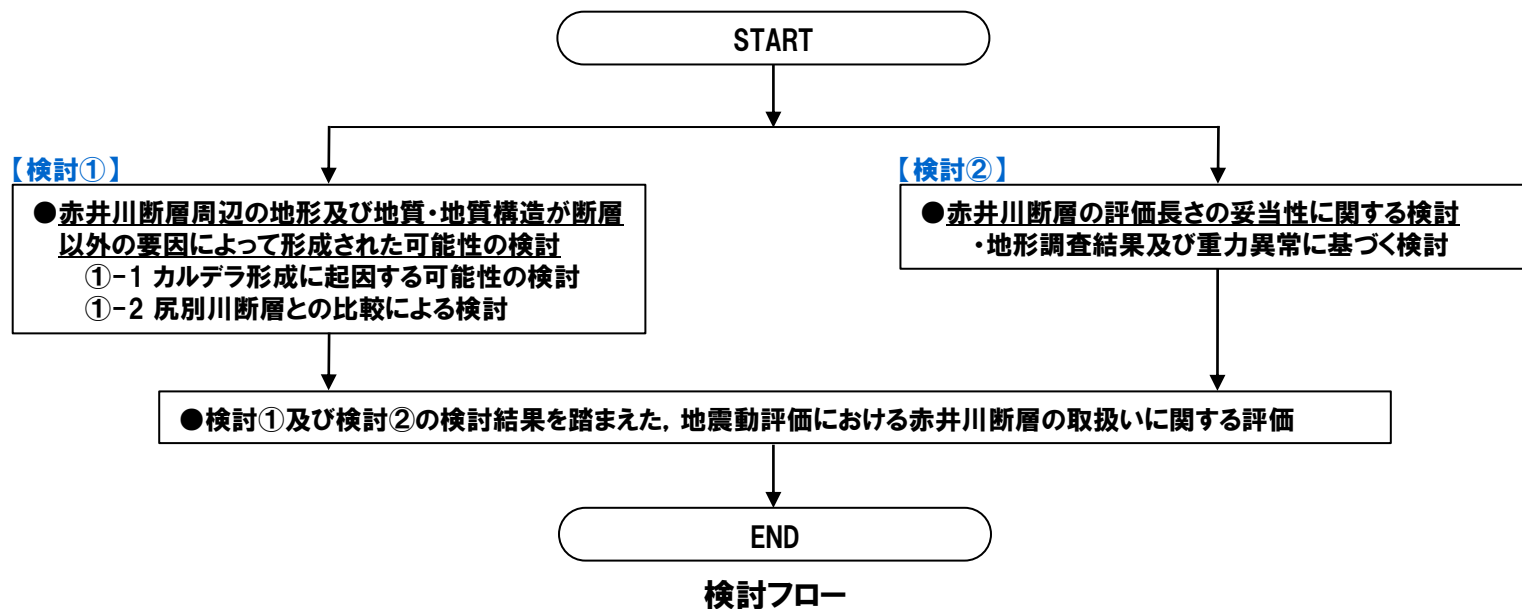 START
【検討①】
●赤井川断層周辺の地形及び地質・地質構造が断層
以外の要因によって形成された可能性の検討
①-1 カルデラ形成に起因する可能性の検討
①-2 尻別川断層との比較による検討
【検討②】
●赤井川断層の評価長さの妥当性に関する検討
・地形調査結果及び重力異常に基づく検討
●検討①及び検討②の検討結果を踏まえた，地震動評価における赤井川断層の取扱いに関する評価
END
検討フロー